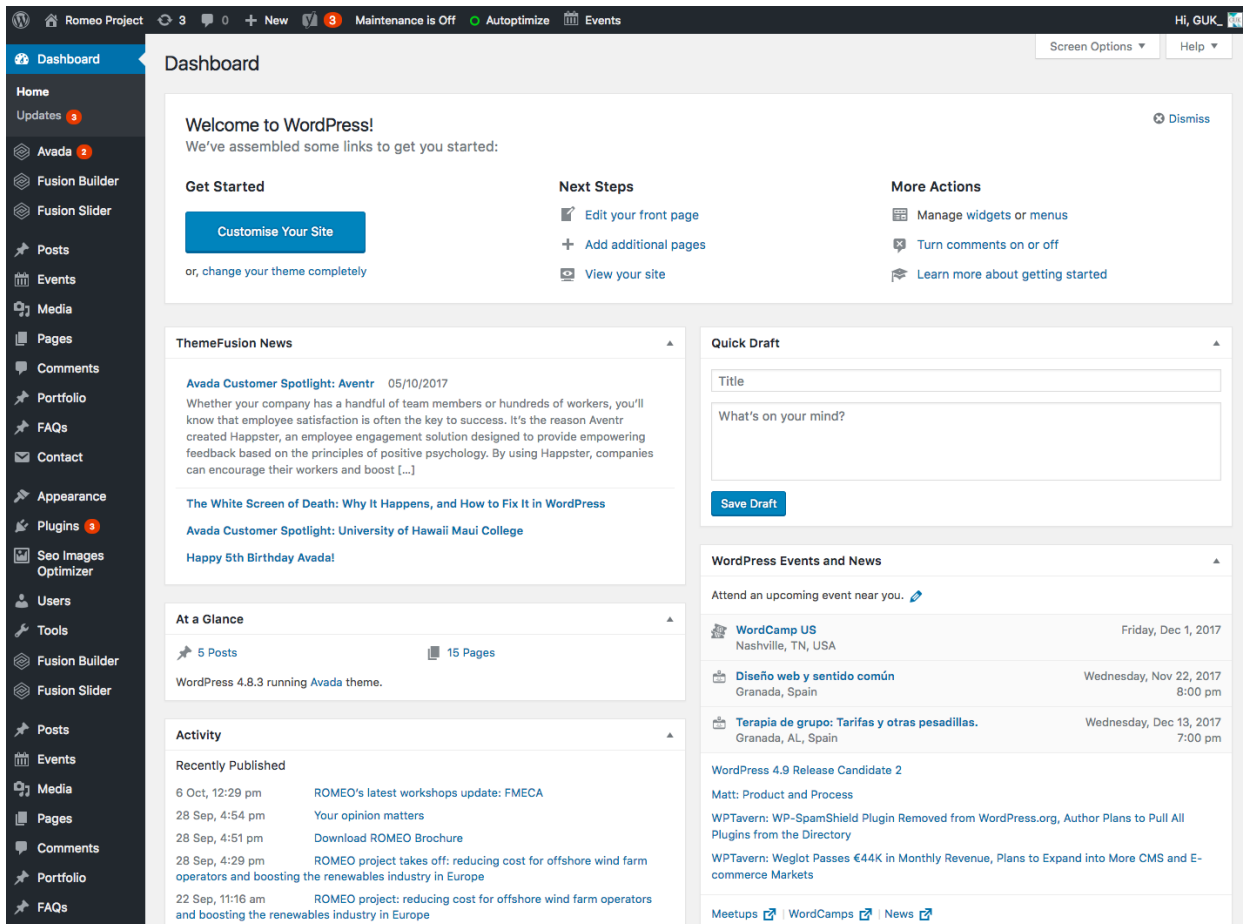 Romeo Project 3 0 + New 3 Maintenance is Off Autoptimize Events Hi, GUK_
Screen Options ▼ Help ▼
Dashboard
Home
Updates 3
Avada 2
Fusion Builder
Fusion Slider
Posts
Events
Media
Pages
Comments
Portfolio
FAQs
Contact
Appearance
Plugins 3
Seo Images
Optimizer
Users
Tools
Fusion Builder
Fusion Slider
Posts
Events
Media
Pages
Comments
Portfolio
FAQs
Dashboard
Welcome to WordPress!
Dismiss
We've assembled some links to get you started:
Get Started
Customise Your Site
or, change your theme completely
Next Steps
Edit your front page
Add additional pages
View your site
More Actions
Manage widgets or menus
Turn comments on or off
Learn more about getting started
ThemeFusion News
Avada Customer Spotlight: Aventr 05/10/2017
Whether your company has a handful of team members or hundreds of workers, you'll
know that employee satisfaction is often the key to success. It's the reason Aventr
created Happster, an employee engagement solution designed to provide empowering
feedback based on the principles of positive psychology. By using Happster, companies
can encourage their workers and boost […]
The White Screen of Death: Why It Happens, and How to Fix It in WordPress
Avada Customer Spotlight: University of Hawaii Maui College
Happy 5th Birthday Avada!
At a Glance
5 Posts 15 Pages
WordPress 4.8.3 running Avada theme.
Activity
Recently Published
6 Oct, 12:29 pm ROMEO's latest workshops update: FMECA
28 Sep, 4:54 pm Your opinion matters
28 Sep, 4:51 pm Download ROMEO Brochure
28 Sep, 4:29 pm ROMEO project takes off: reducing cost for offshore wind farm
operators and boosting the renewables industry in Europe
22 Sep, 11:16 am ROMEO project: reducing cost for offshore wind farm operators
and boosting the renewables industry in Europe
Quick Draft
Title
What's on your mind?
Save Draft
WordPress Events and News
Attend an upcoming event near you.
WordCamp US Friday, Dec 1, 2017
Nashville, TN, USA
Diseño web y sentido común Wednesday, Nov 22, 2017
Granada, Spain 8:00 pm
Terapia de grupo: Tarifas y otras pesadillas. Wednesday, Dec 13, 2017
Granada, AL, Spain 7:00 pm
WordPress 4.9 Release Candidate 2
Matt: Product and Process
WPTavern: WP-SpamShield Plugin Removed from WordPress.org, Author Plans to Pull All
Plugins from the Directory
WPTavern: Weglot Passes €44K in Monthly Revenue, Plans to Expand into More CMS and E-
commerce Markets
Meetups | WordCamps | News